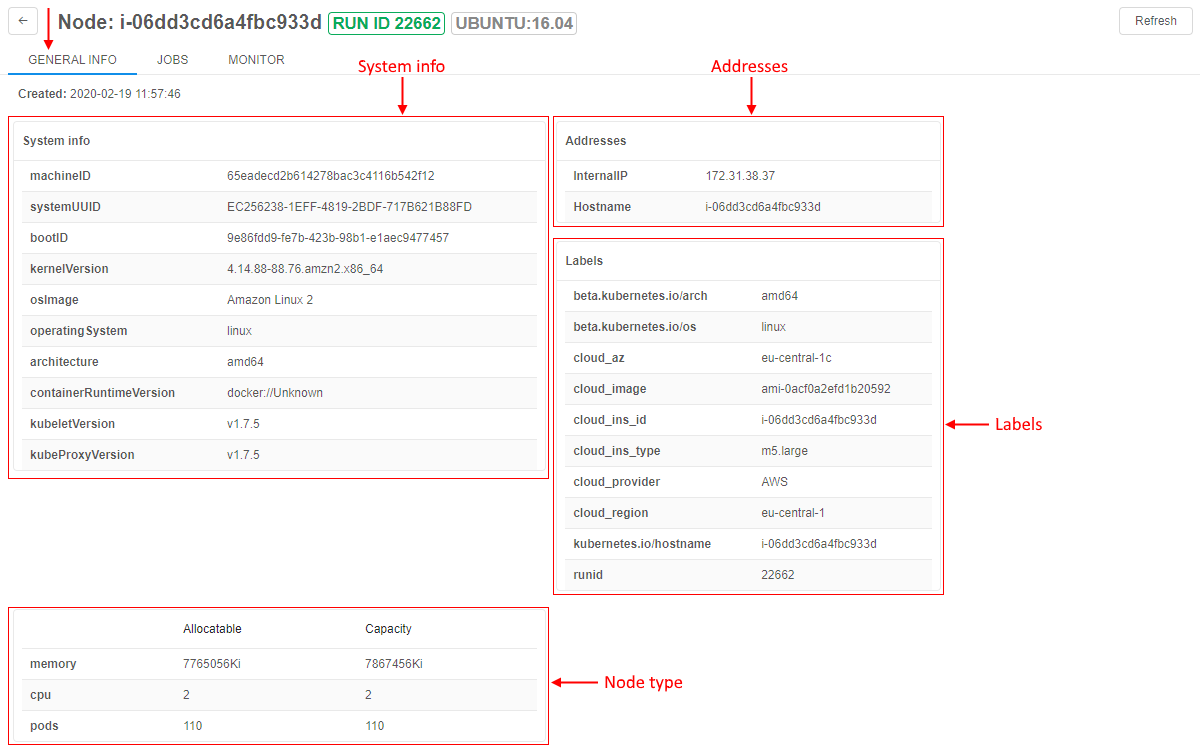 ← Node: i-06dd3cd6a4fbc933d RUN ID 22662 UBUNTU:16.04 Refresh
GENERAL INFO JOBS MONITOR
System info
Addresses
Created: 2020-02-19 11:57:46
System info
machineID 65eadecd2b614278bac3c4116b542f12
systemUUID EC256238-1EFF-4819-2BDF-717B621B88FD
bootID 9e86fdd9-fe7b-423b-98b1-e1aec9477457
kernelVersion 4.14.88-88.76.amzn2.x86_64
osImage Amazon Linux 2
operatingSystem linux
architecture amd64
containerRuntimeVersion docker://Unknown
kubeletVersion v1.7.5
kubeProxyVersion v1.7.5
Addresses
InternalIP 172.31.38.37
Hostname i-06dd3cd6a4fbc933d
Labels
beta.kubernetes.io/arch amd64
beta.kubernetes.io/os linux
cloud_az eu-central-1c
cloud_image ami-0acf0a2efd1b20592
cloud_ins_id i-06dd3cd6a4fbc933d
cloud_ins_type m5.large
cloud_provider AWS
cloud_region eu-central-1
kubernetes.io/hostname i-06dd3cd6a4fbc933d
runid 22662
Labels
Allocatable Capacity
memory 7765056Ki 7867456Ki
cpu 2 2
pods 110 110
Node type